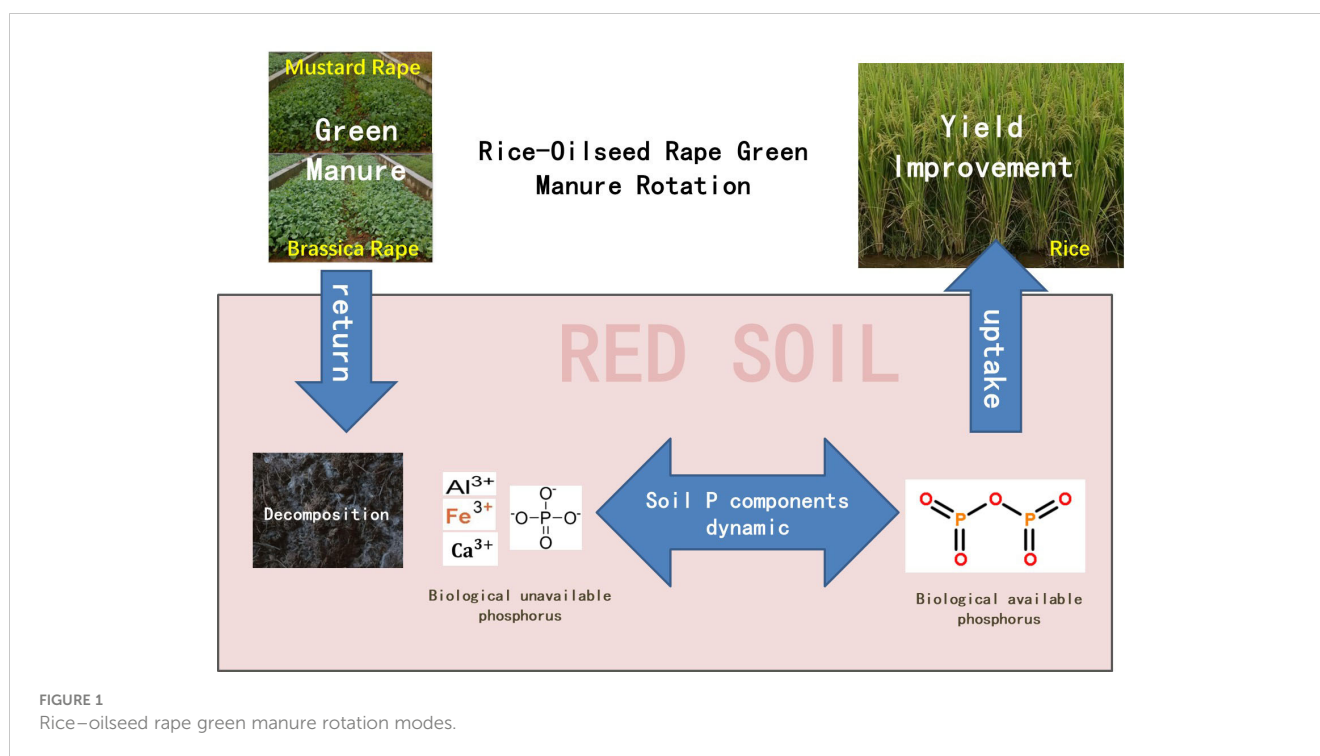 Mustard Rape
Green
Manure
Brassica Rape
Rice-Oilseed Rape Green
Manure Rotation
Yield
Improvement
Rice
return
uptake
RED SOIL
Decomposition
Al³⁺
Fe³⁺
Ca³⁺
O⁻
⁻O-P-O⁻
O
Biological unavailable
phosphorus
Soil P components
dynamic
O P O P O
O O
Biological available
phosphorus
FIGURE 1
Rice–oilseed rape green manure rotation modes.